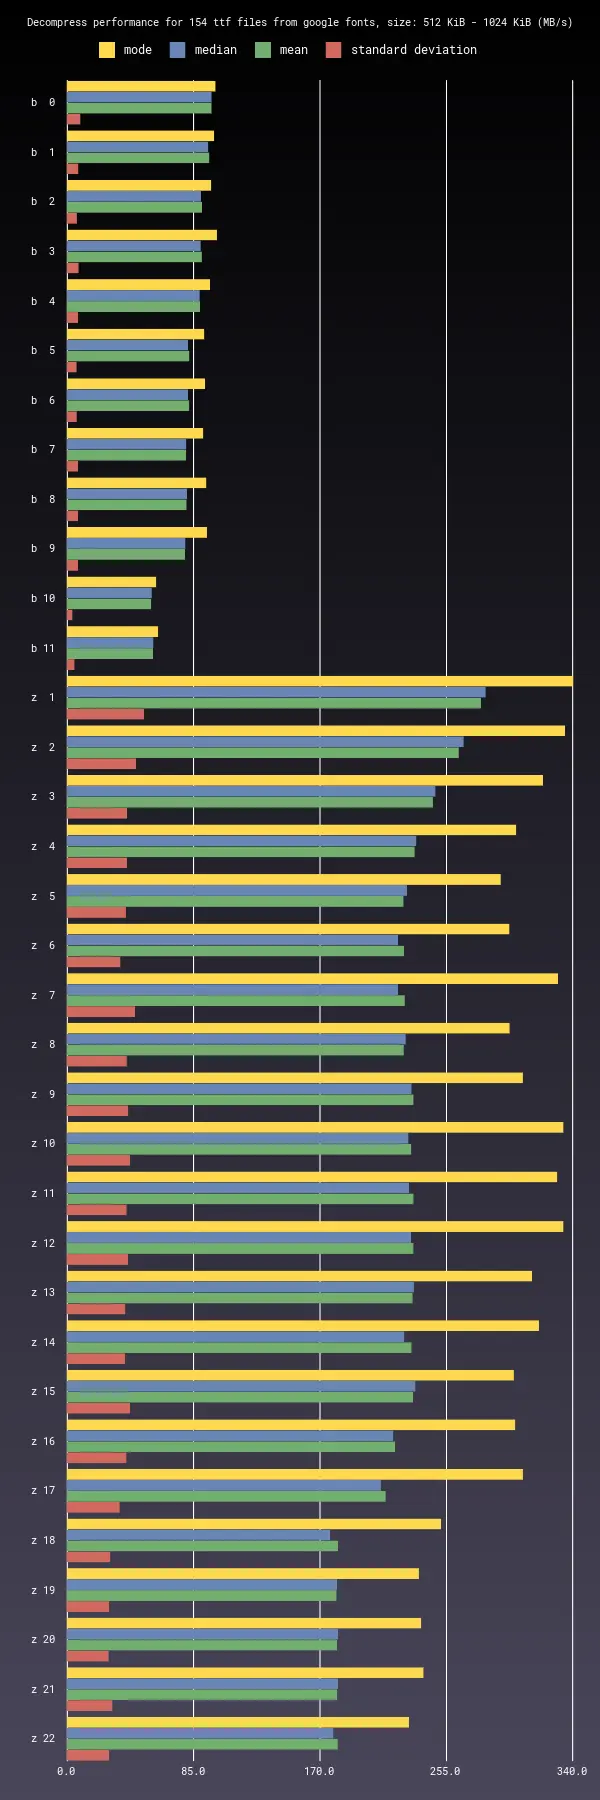 Decompress performance for 154 ttf files from google fonts, size: 512 KiB - 1024 KiB (MB/s)
mode median mean standard deviation
b 0
b 1
b 2
b 3
b 4
b 5
b 6
b 7
b 8
b 9
b 10
b 11
z 1
z 2
z 3
z 4
z 5
z 6
z 7
z 8
z 9
z 10
z 11
z 12
z 13
z 14
z 15
z 16
z 17
z 18
z 19
z 20
z 21
z 22
0.0 85.0 170.0 255.0 340.0